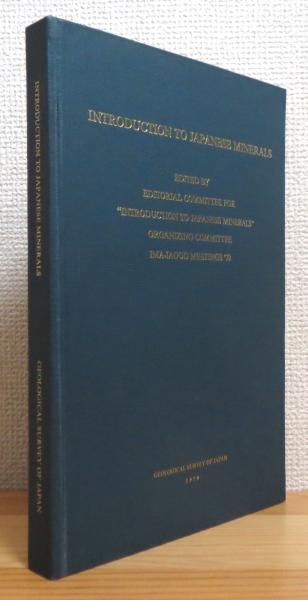 INTRODUCTION TO JAPANESE MINERALS
GEOLOGICAL SURVEY OF JAPAN
INTRODUCTION TO JAPANESE MINERALS
EDITED BY
EDITORIAL COMMITTEE FOR
"INTRODUCTION TO JAPANESE MINERALS"
ORGANIZING COMMITTEE
IMA-IAGOD MEETINGS '70
GEOLOGICAL SURVEY OF JAPAN
1970